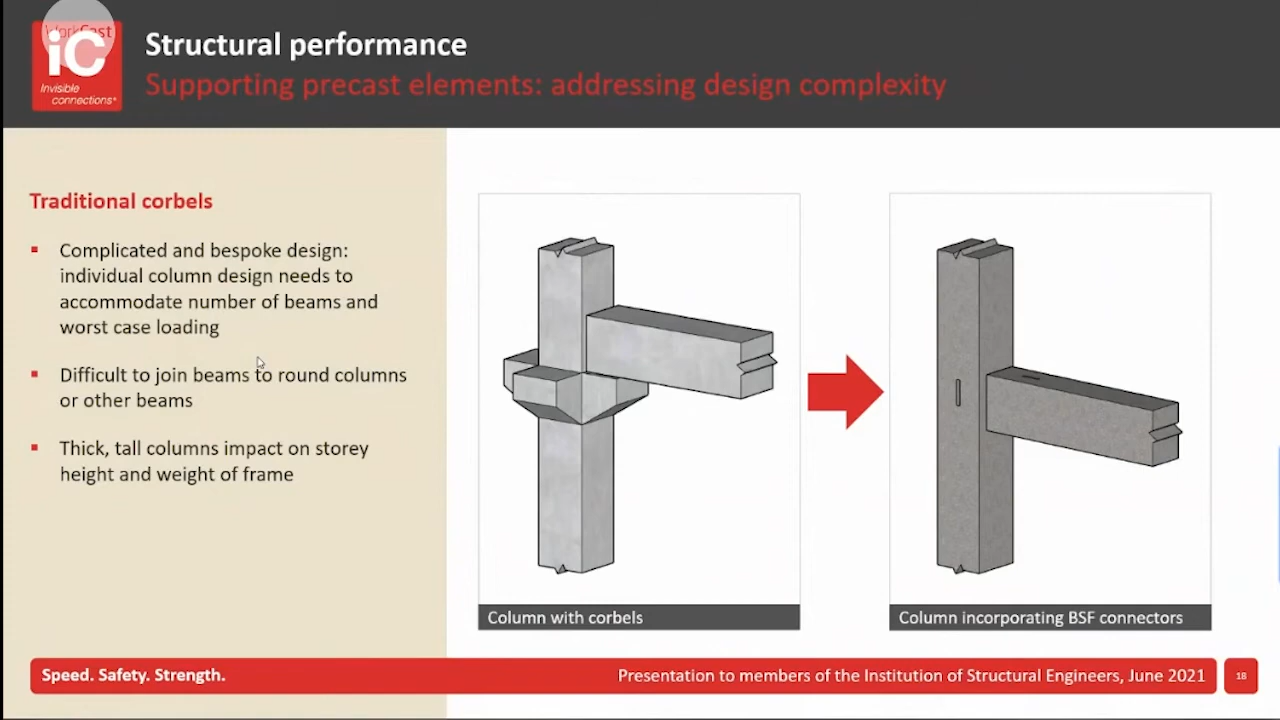 WorkCast
iC
Invisible
connections®
Structural performance
Supporting precast elements: addressing design complexity
Traditional corbels
Complicated and bespoke design:
individual column design needs to
accommodate number of beams and
worst case loading
Difficult to join beams to round columns
or other beams
Thick, tall columns impact on storey
height and weight of frame
Column with corbels
Column incorporating BSF connectors
Speed. Safety. Strength.
Presentation to members of the Institution of Structural Engineers, June 2021
18